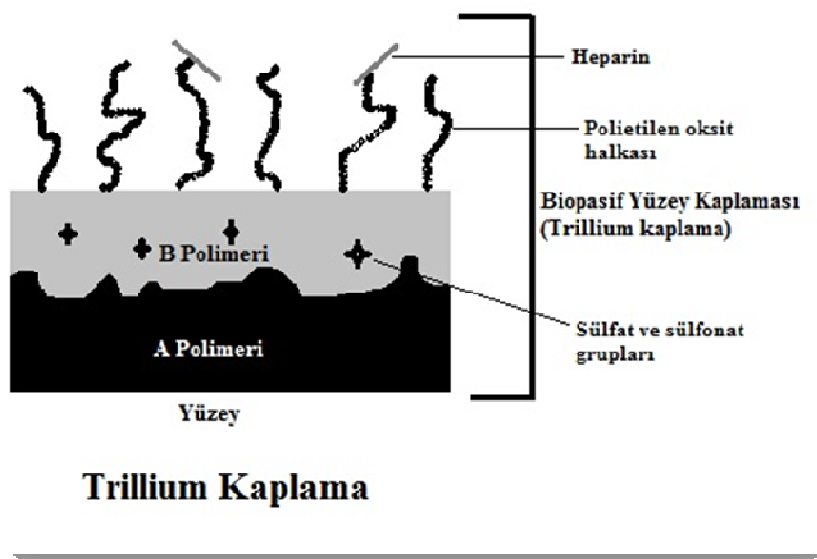 Heparin
Polietilen oksit
halkası
Biopasif Yüzey Kaplaması
(Trillium kaplama)
B Polimeri
Sülfat ve sülfonat
grupları
A Polimeri
Yüzey
Trillium Kaplama